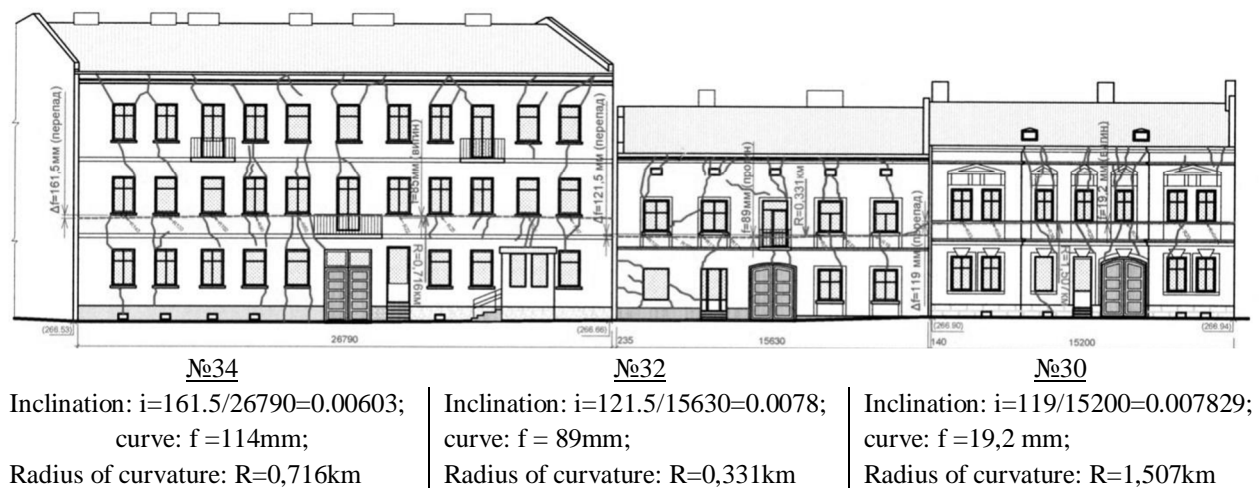 Δf=161,5мм (перепад)
R=0,716км
Δf=121,5 мм (перепад)
f=89мм (прогин)
R=0,331км
Δf=119 мм (перепад)
f=19,2 мм (вигин)
R=1,507км
(266.53)
(266.66)
(266.90)
(266.94)
26790
235
15630
140
15200
№34
№32
№30
Inclination: i=161.5/26790=0.00603;
curve: f =114mm;
Radius of curvature: R=0,716km
Inclination: i=121.5/15630=0.0078;
curve: f = 89mm;
Radius of curvature: R=0,331km
Inclination: i=119/15200=0.007829;
curve: f =19,2 mm;
Radius of curvature: R=1,507km